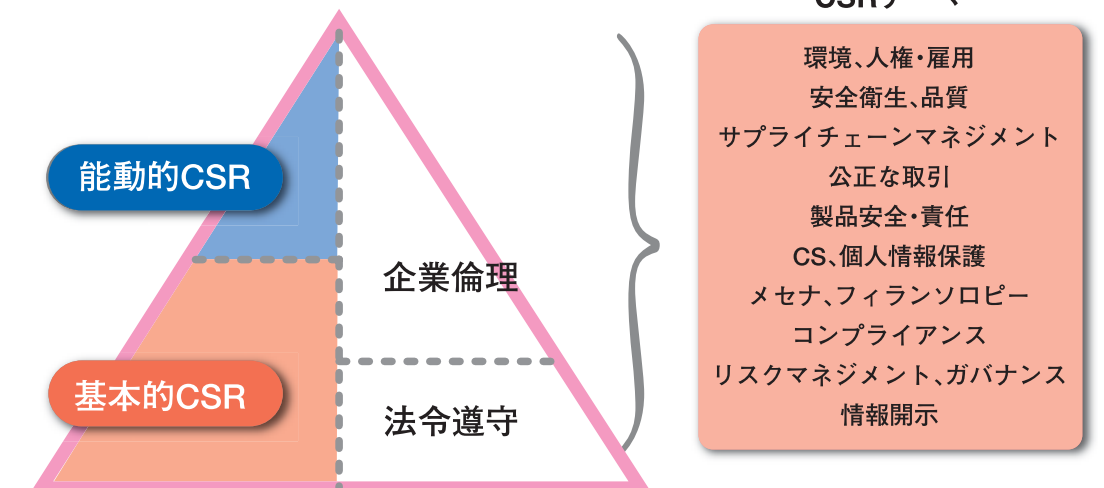 能動的CSR
基本的CSR
企業倫理
法令遵守
環境、人権・雇用
安全衛生、品質
サプライチェーンマネジメント
公正な取引
製品安全・責任
CS、個人情報保護
メセナ、フィランソロピー
コンプライアンス
リスクマネジメント、ガバナンス
情報開示